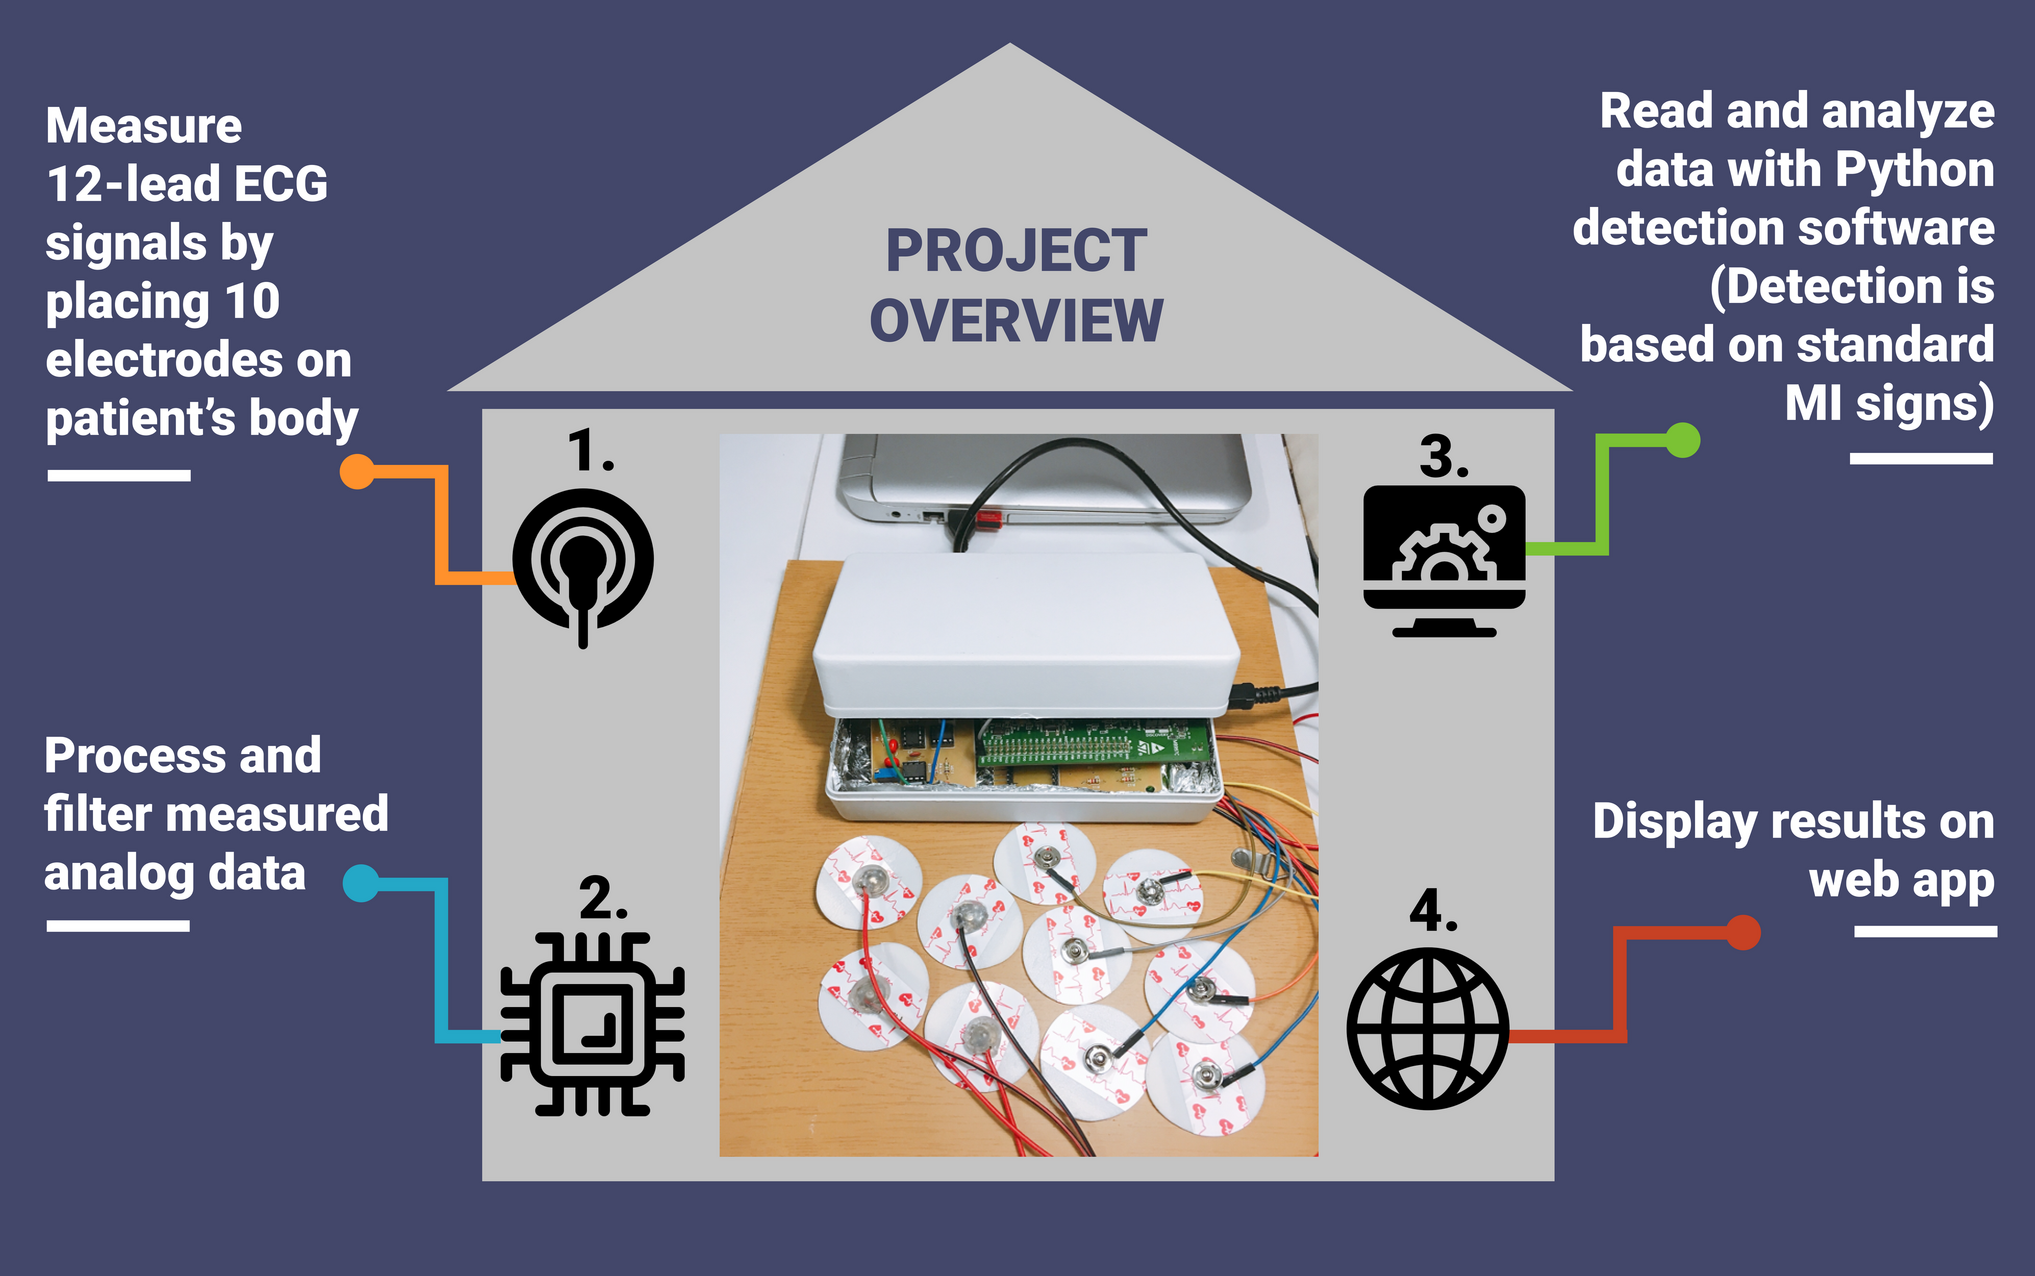 PROJECT
OVERVIEW
Measure
12-lead ECG
signals by
placing 10
electrodes on
patient's body
1.
Process and
filter measured
analog data
2.
Read and analyze
data with Python
detection software
(Detection is
based on standard
MI signs)
3.
Display results on
web app
4.